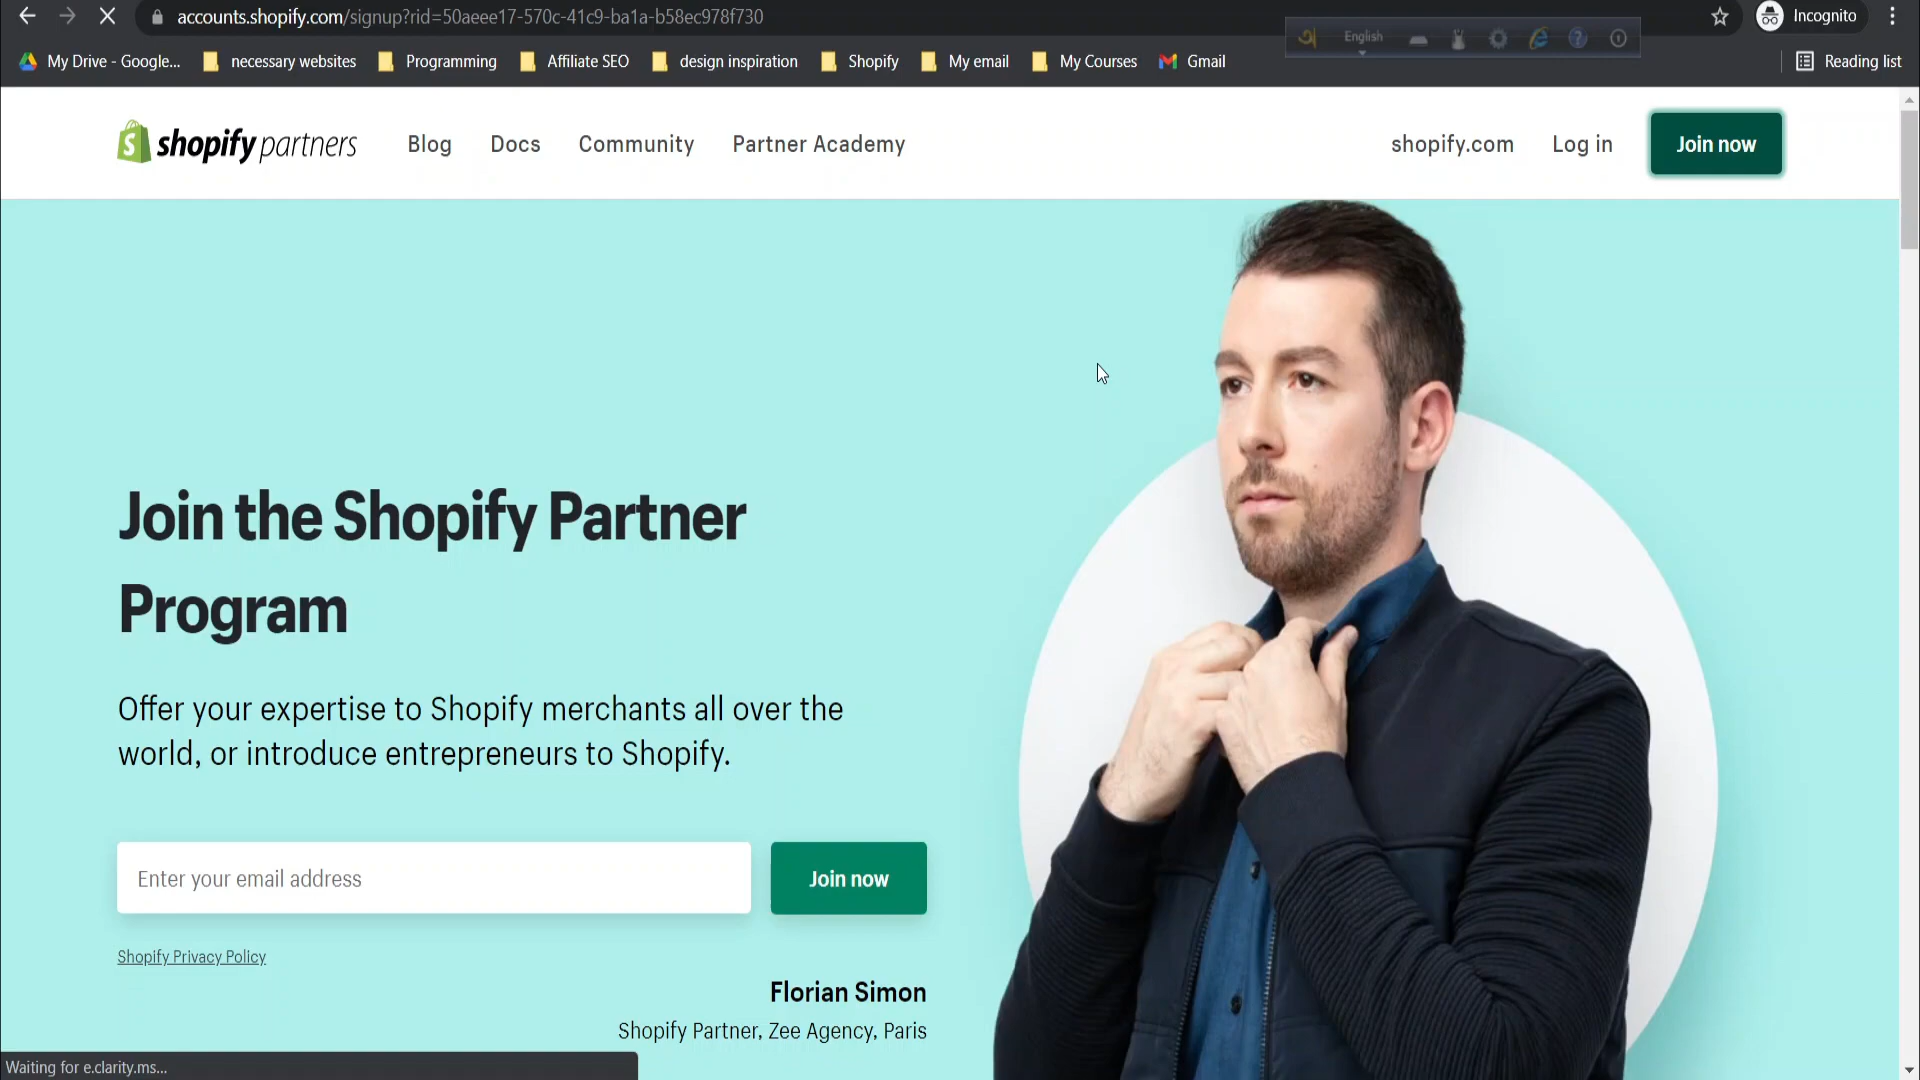 accounts.shopify.com/signup?rid=50aeee17-570c-41c9-ba1a-b58ec978f730
Incognito
English
My Drive - Google...
necessary websites
Programming
Affiliate SEO
design inspiration
Shopify
My email
My Courses
Gmail
Reading list
shopify partners
Blog
Docs
Community
Partner Academy
shopify.com
Log in
Join now
Join the Shopify Partner
Program
Offer your expertise to Shopify merchants all over the
world, or introduce entrepreneurs to Shopify.
Enter your email address
Join now
Shopify Privacy Policy
Florian Simon
Shopify Partner, Zee Agency, Paris
Waiting for e.clarity.ms...